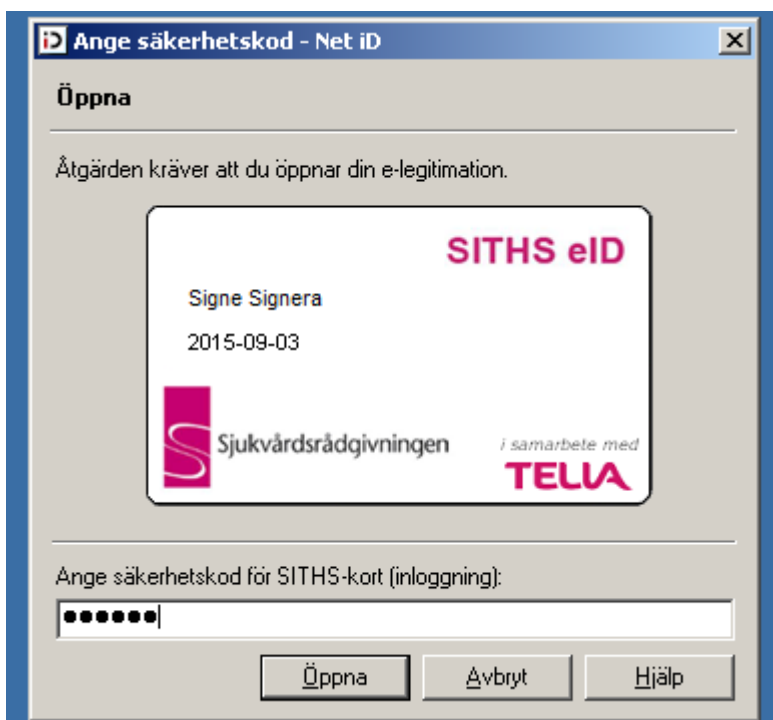 iD Ange säkerhetskod - Net iD
Öppna
Åtgärden kräver att du öppnar din e-legitimation.
SITHS eID
Signe Signera
2015-09-03
Sjukvårdsrådgivningen
i samarbete med
TELIA
Ange säkerhetskod för SITHS-kort (inloggning):
●●●●●●
Öppna Avbryt Hjälp